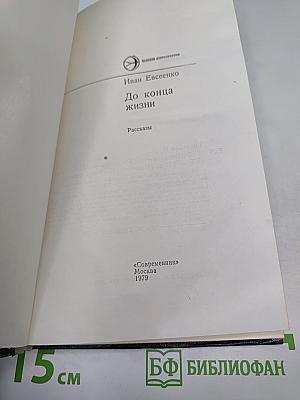 Иван Евсеенко
До конца
жизни
Рассказы
«Современник»
Москва
1979
15 см
БФ БИБЛИОФАН